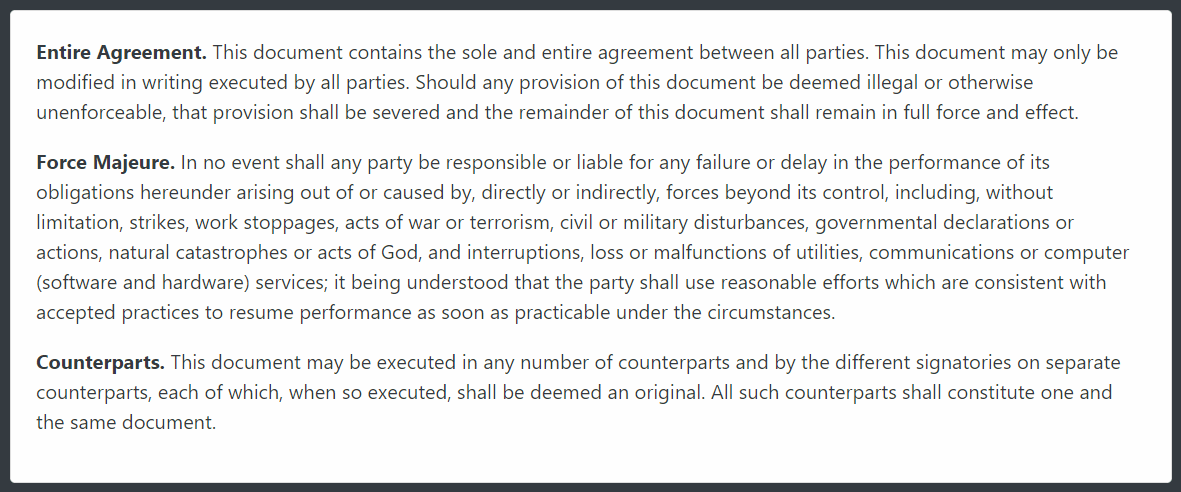 Entire Agreement. This document contains the sole and entire agreement between all parties. This document may only be
modified in writing executed by all parties. Should any provision of this document be deemed illegal or otherwise
unenforceable, that provision shall be severed and the remainder of this document shall remain in full force and effect.
Force Majeure. In no event shall any party be responsible or liable for any failure or delay in the performance of its
obligations hereunder arising out of or caused by, directly or indirectly, forces beyond its control, including, without
limitation, strikes, work stoppages, acts of war or terrorism, civil or military disturbances, governmental declarations or
actions, natural catastrophes or acts of God, and interruptions, loss or malfunctions of utilities, communications or computer
(software and hardware) services; it being understood that the party shall use reasonable efforts which are consistent with
accepted practices to resume performance as soon as practicable under the circumstances.
Counterparts. This document may be executed in any number of counterparts and by the different signatories on separate
counterparts, each of which, when so executed, shall be deemed an original. All such counterparts shall constitute one and
the same document.